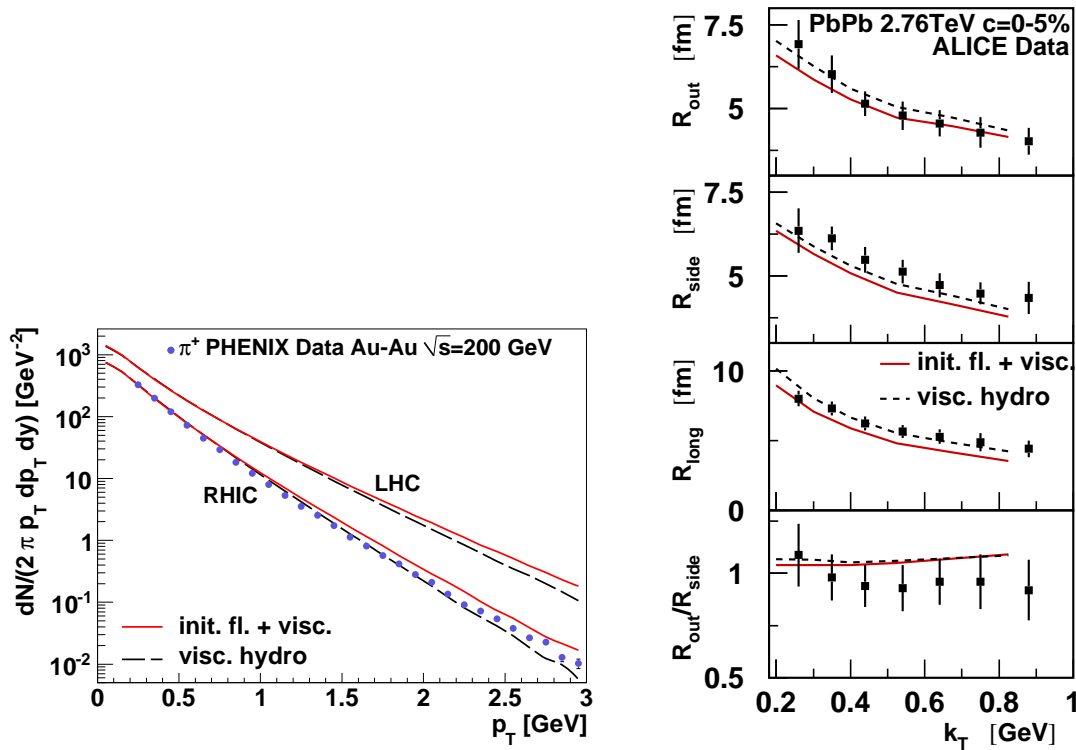 π⁺ PHENIX Data Au-Au √s=200 GeV
dN/(2 π p_T dp_T dy) [GeV⁻²]
10³
10²
10
1
10⁻¹
10⁻²
LHC
RHIC
init. fl. + visc.
visc. hydro
0 0.5 1 1.5 2 2.5 3
p_T [GeV]
PbPb 2.76TeV c=0-5%
ALICE Data
R_out [fm]
7.5
5
R_side [fm]
7.5
5
R_long [fm]
10
0
init. fl. + visc.
visc. hydro
R_out/R_side
1
0.5
0.2 0.4 0.6 0.8 1
k_T [GeV]